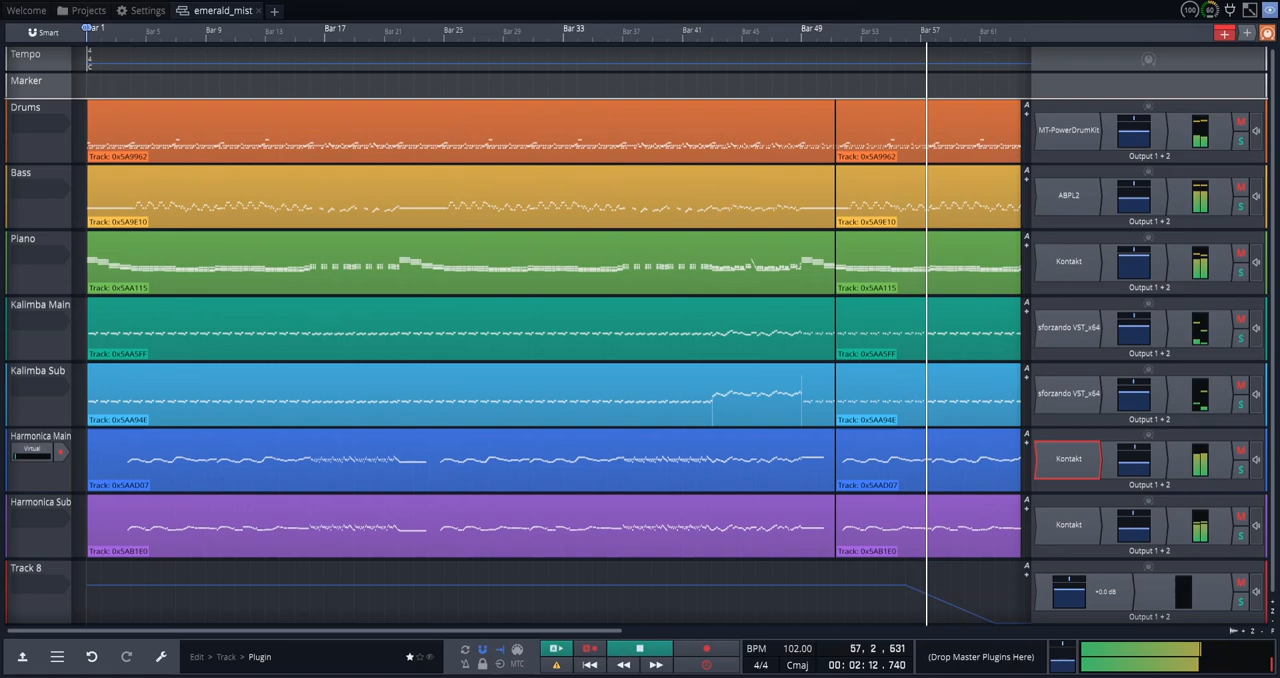 Welcome Projects Settings emerald_mist × +
100 60
Smart
Bar 1 Bar 5 Bar 9 Bar 13 Bar 17 Bar 21 Bar 25 Bar 29 Bar 33 Bar 37 Bar 41 Bar 45 Bar 49 Bar 53 Bar 57 Bar 61
Tempo
4
4
C
Marker
Drums
Track: 0x5A9962 Track: 0x5A9962
A
MT-PowerDrumKit
M
S
Output 1 + 2
Bass
Track: 0x5A9E10 Track: 0x5A9E10
A
ABPL2
M
S
Output 1 + 2
Piano
Track: 0x5AA115 Track: 0x5AA115
A
Kontakt
M
S
Output 1 + 2
Kalimba Main
Track: 0x5AA5FF Track: 0x5AA5FF
A
sforzando VST_x64
M
S
Output 1 + 2
Kalimba Sub
Track: 0x5AA94E Track: 0x5AA94E
A
sforzando VST_x64
M
S
Output 1 + 2
Harmonica Main
Virtual
Track: 0x5AAD07 Track: 0x5AAD07
A
Kontakt
M
S
Output 1 + 2
Harmonica Sub
Track: 0x5AB1E0 Track: 0x5AB1E0
A
Kontakt
M
S
Output 1 + 2
Track 8
A
+0.0 dB
M
S
Output 1 + 2
Edit > Track > Plugin
MTC
BPM 102.00 57, 2, 631
4/4 Cmaj 00: 02: 12. 740
(Drop Master Plugins Here)